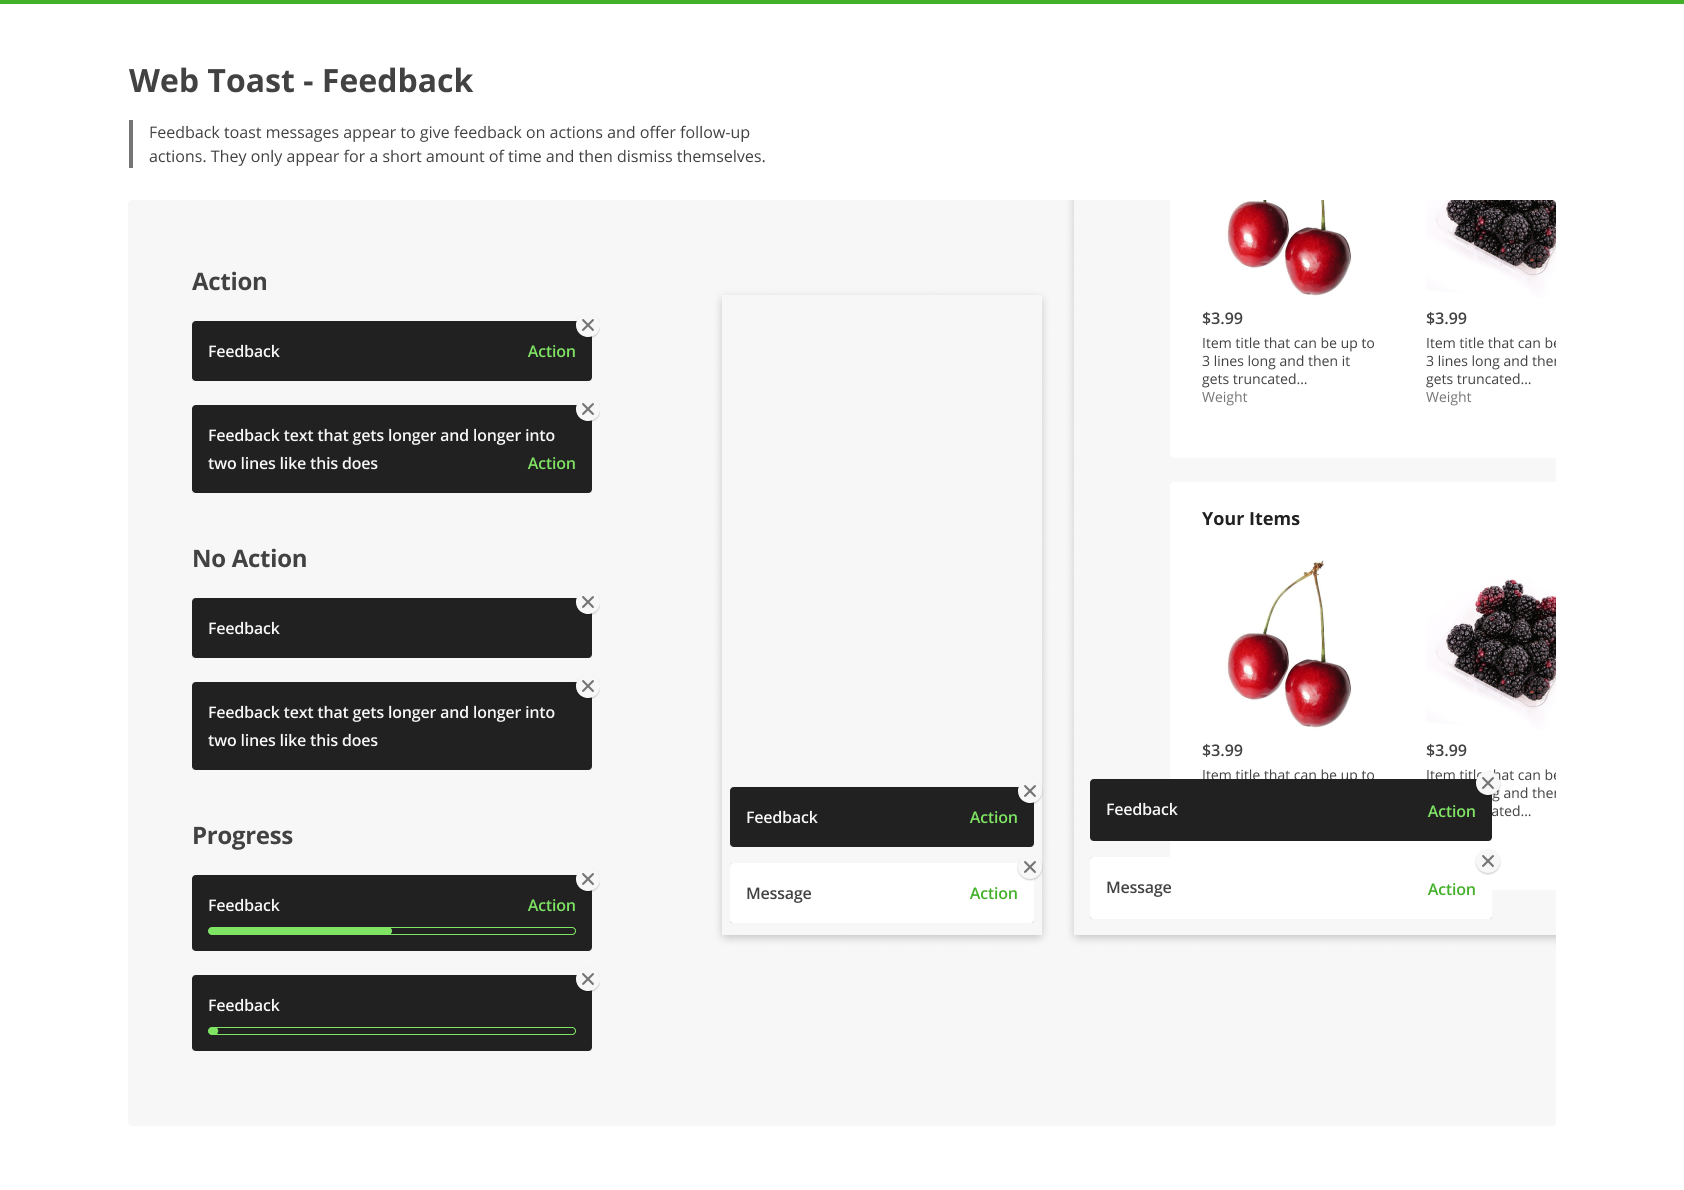 Web Toast - Feedback
Feedback toast messages appear to give feedback on actions and offer follow-up
actions. They only appear for a short amount of time and then dismiss themselves.
Action
Feedback
Action
Feedback text that gets longer and longer into
two lines like this does
Action
No Action
Feedback
Feedback text that gets longer and longer into
two lines like this does
Progress
Feedback
Action
Feedback
Feedback
Action
Message
Action
$3.99
Item title that can be up to
3 lines long and then it
gets truncated...
Weight
$3.99
Item title that can be
3 lines long and then
gets truncated...
Weight
Your Items
$3.99
Item title that can be up to
$3.99
Item title that can be
and then
Feedback
Action
Message
Action